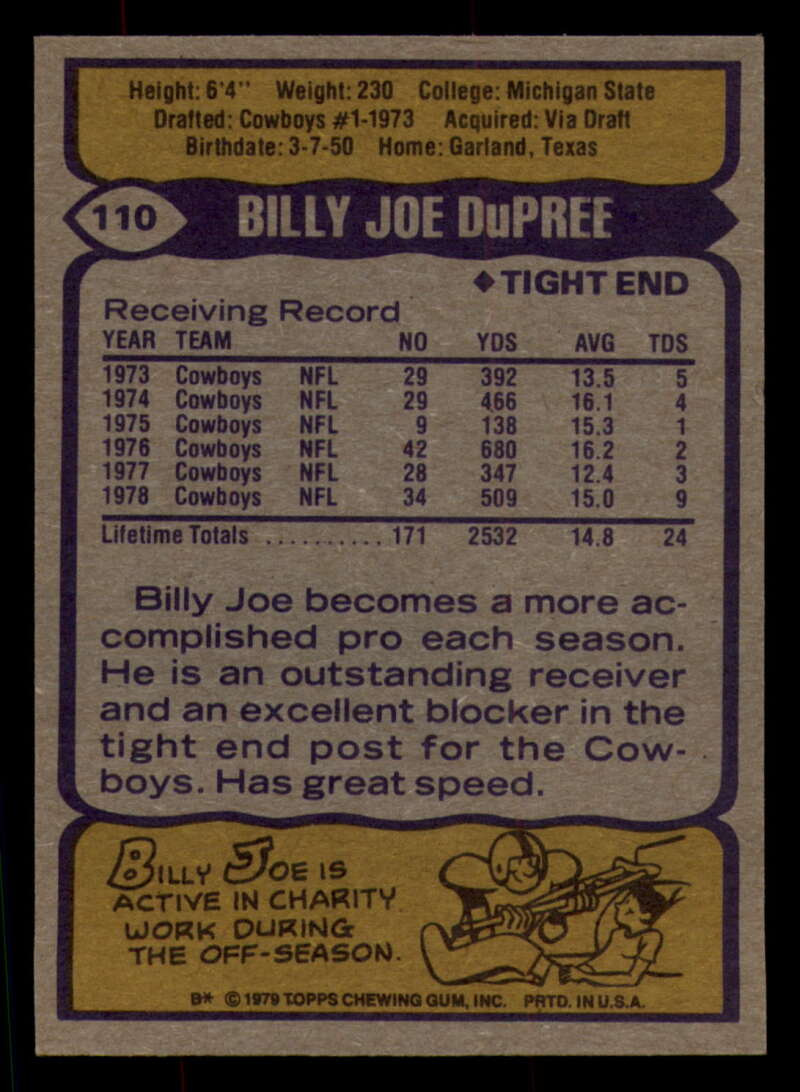 Height: 6'4" Weight: 230 College: Michigan State
Drafted: Cowboys #1-1973 Acquired: Via Draft
Birthdate: 3-7-50 Home: Garland, Texas
110 BILLY JOE DuPREE
◆TIGHT END
Receiving Record
YEAR TEAM NO YDS AVG TDS
1973 Cowboys NFL 29 392 13.5 5
1974 Cowboys NFL 29 466 16.1 4
1975 Cowboys NFL 9 138 15.3 1
1976 Cowboys NFL 42 680 16.2 2
1977 Cowboys NFL 28 347 12.4 3
1978 Cowboys NFL 34 509 15.0 9
Lifetime Totals .......... 171 2532 14.8 24
Billy Joe becomes a more ac-
complished pro each season.
He is an outstanding receiver
and an excellent blocker in the
tight end post for the Cow-
boys. Has great speed.
BILLY JOE IS
ACTIVE IN CHARITY
WORK DURING
THE OFF-SEASON.
B* © 1979 TOPPS CHEWING GUM, INC. PRTD. IN U.S.A.